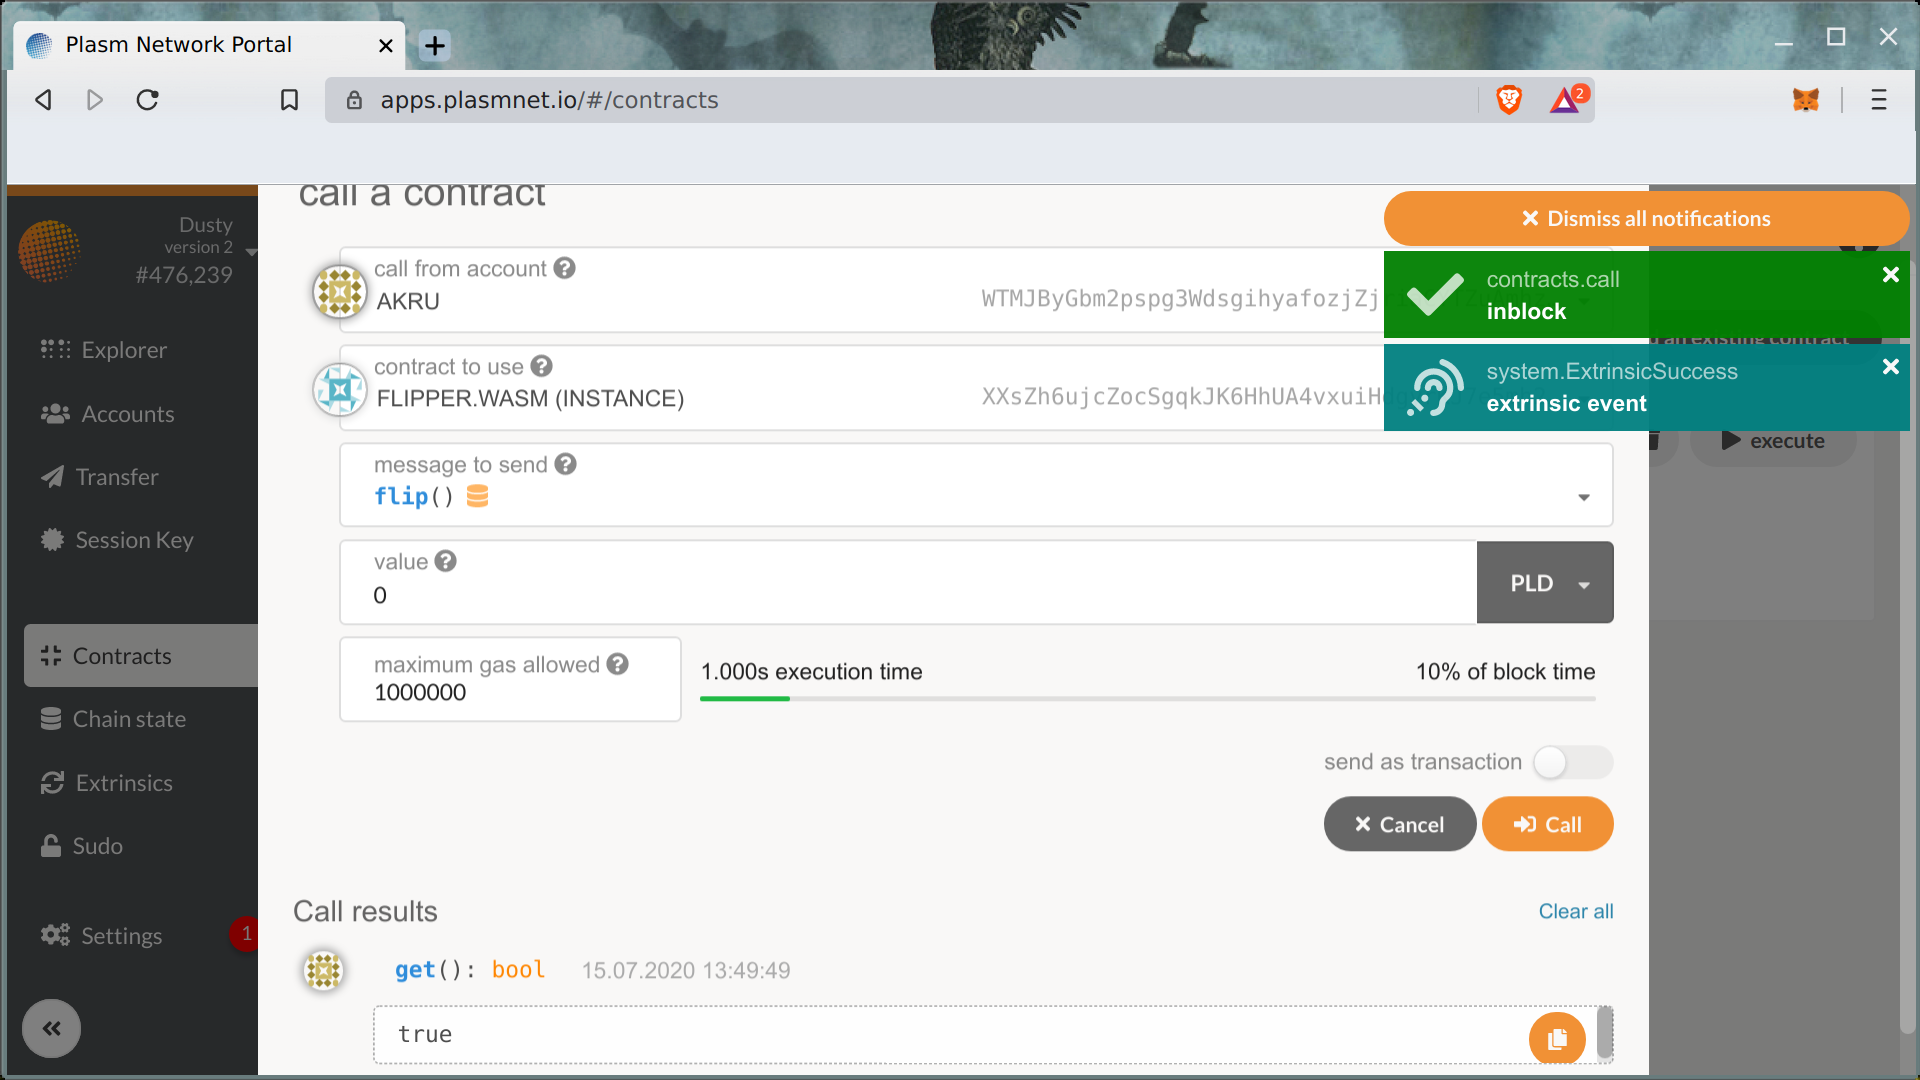 Plasm Network Portal
apps.plasmnet.io/#/contracts
2
Dusty
version 2
#476,239
Explorer
Accounts
Transfer
Session Key
Contracts
Chain state
Extrinsics
Sudo
Settings
1
call a contract
call from account
AKRU
WTMJByGbm2pspg3WdsgihyafozjZj
contract to use
FLIPPER.WASM (INSTANCE)
XXsZh6ujcZocSgqkJK6HhUA4vxuiH
message to send
flip()
value
0
PLD
maximum gas allowed
1000000
1.000s execution time
10% of block time
send as transaction
Cancel
Call
Call results
Clear all
get(): bool
15.07.2020 13:49:49
true
Dismiss all notifications
contracts.call
inblock
system.ExtrinsicSuccess
extrinsic event
an existing contract
execute